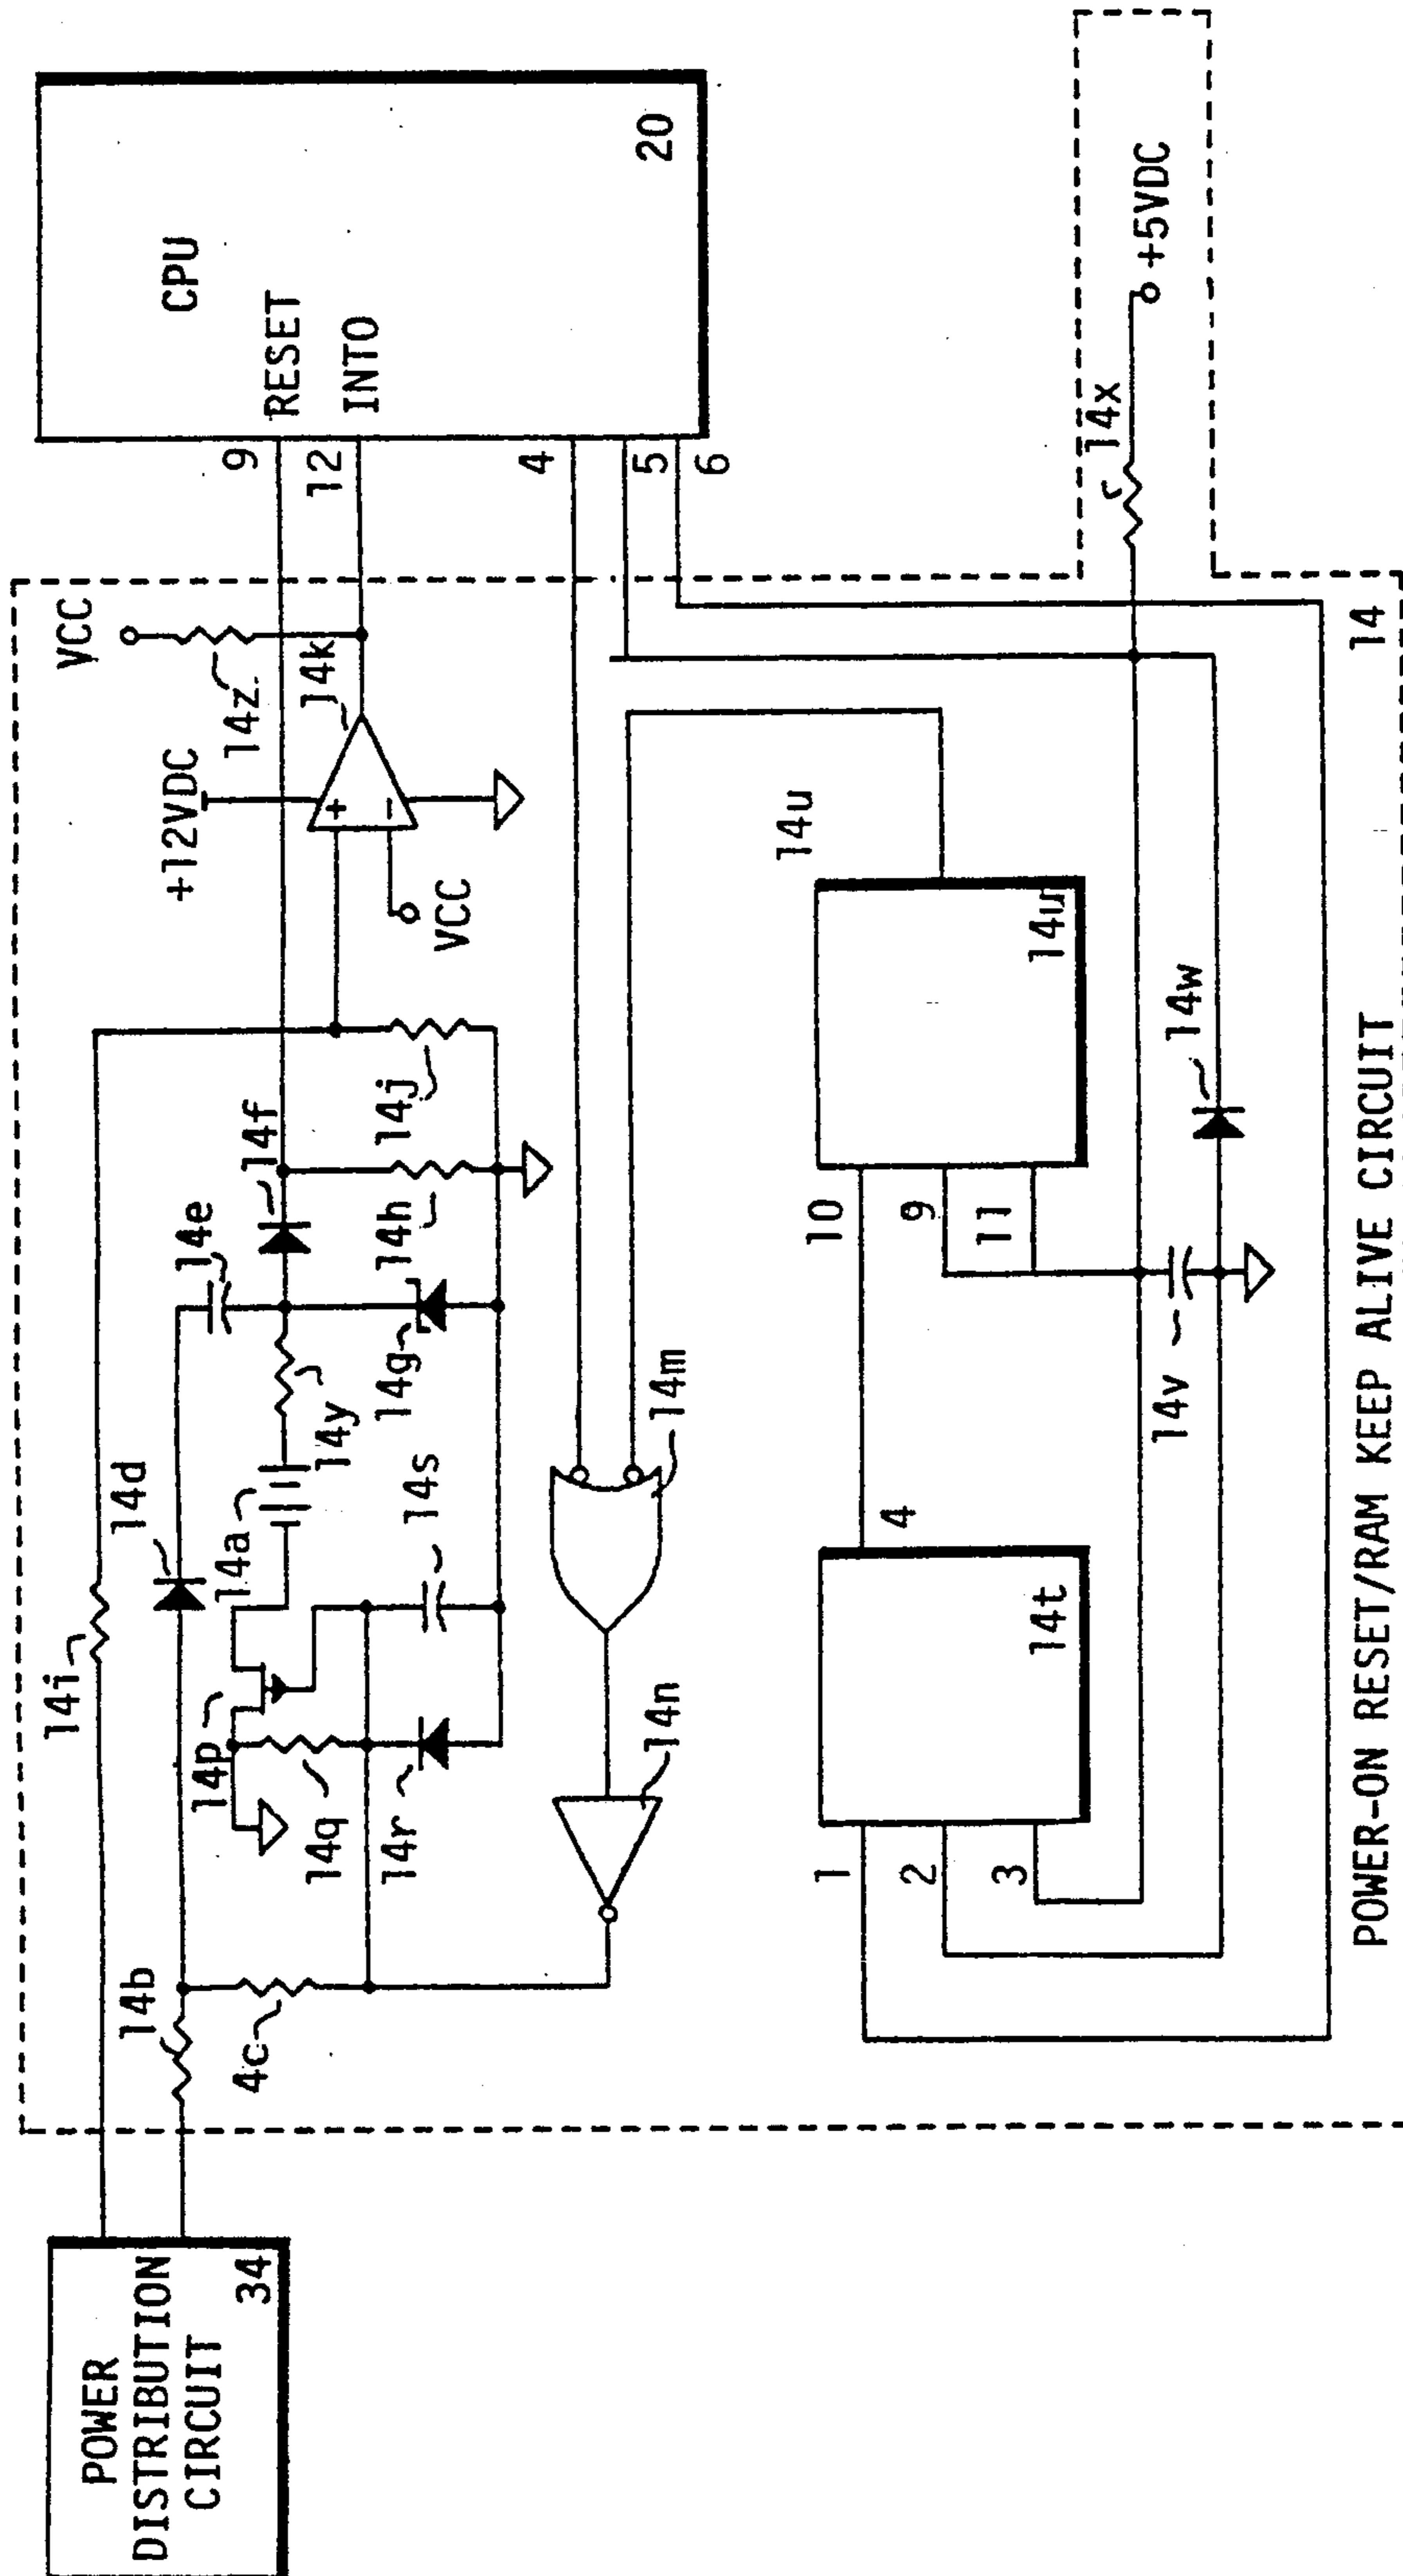 POWER
DISTRIBUTION
CIRCUIT
34
14i
14b
4c
14d
14p
14a
14q
14r
14y
14s
14e
14g
14f
14h
14j
+12VDC
VCC
14z
14k
+
-
VCC
CPU
RESET
INTO
20
9
12
4
5
6
14n
14m
1
2
3
14t
4
10
9
11
14u
14u
14v
14w
14x
+5VDC
14
POWER-ON RESET/RAM KEEP ALIVE CIRCUIT